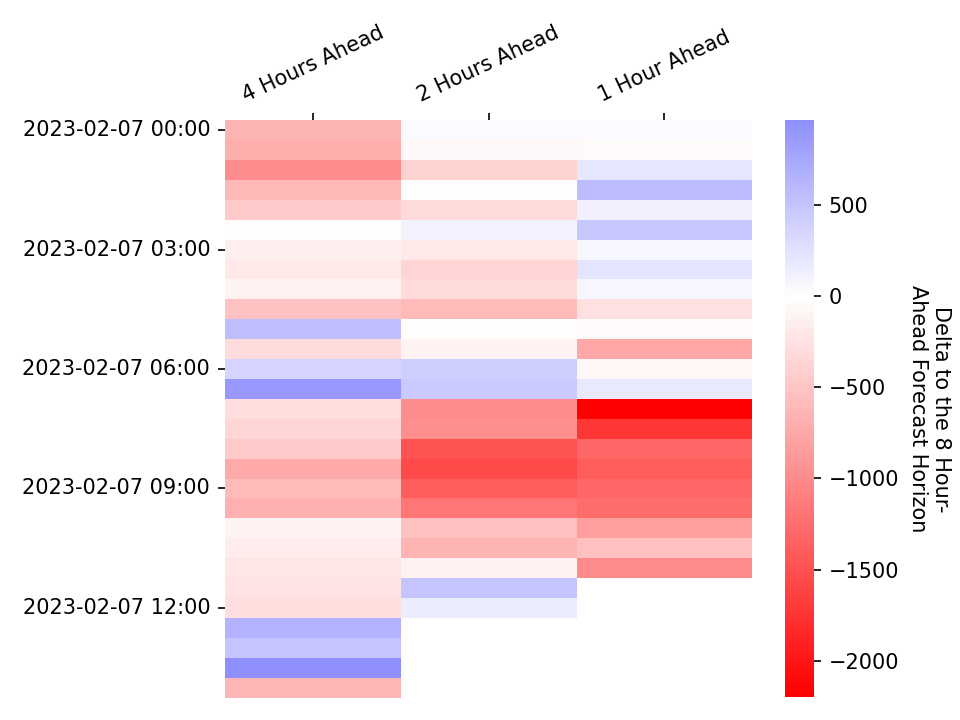 4 Hours Ahead
2 Hours Ahead
1 Hour Ahead
2023-02-07 00:00
2023-02-07 03:00
2023-02-07 06:00
2023-02-07 09:00
2023-02-07 12:00
500
0
−500
−1000
−1500
−2000
Delta to the 8 Hour-
Ahead Forecast Horizon